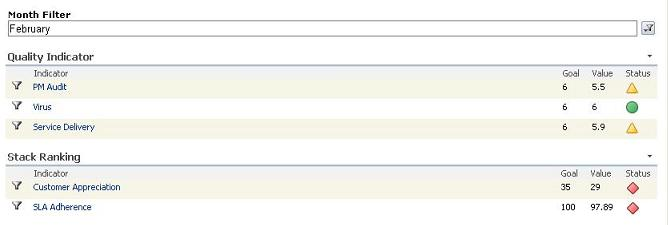 Month Filter
February
Quality Indicator
Indicator Goal Value Status
PM Audit 6 5.5
Virus 6 6
Service Delivery 6 5.9
Stack Ranking
Indicator Goal Value Status
Customer Appreciation 35 29
SLA Adherence 100 97.89